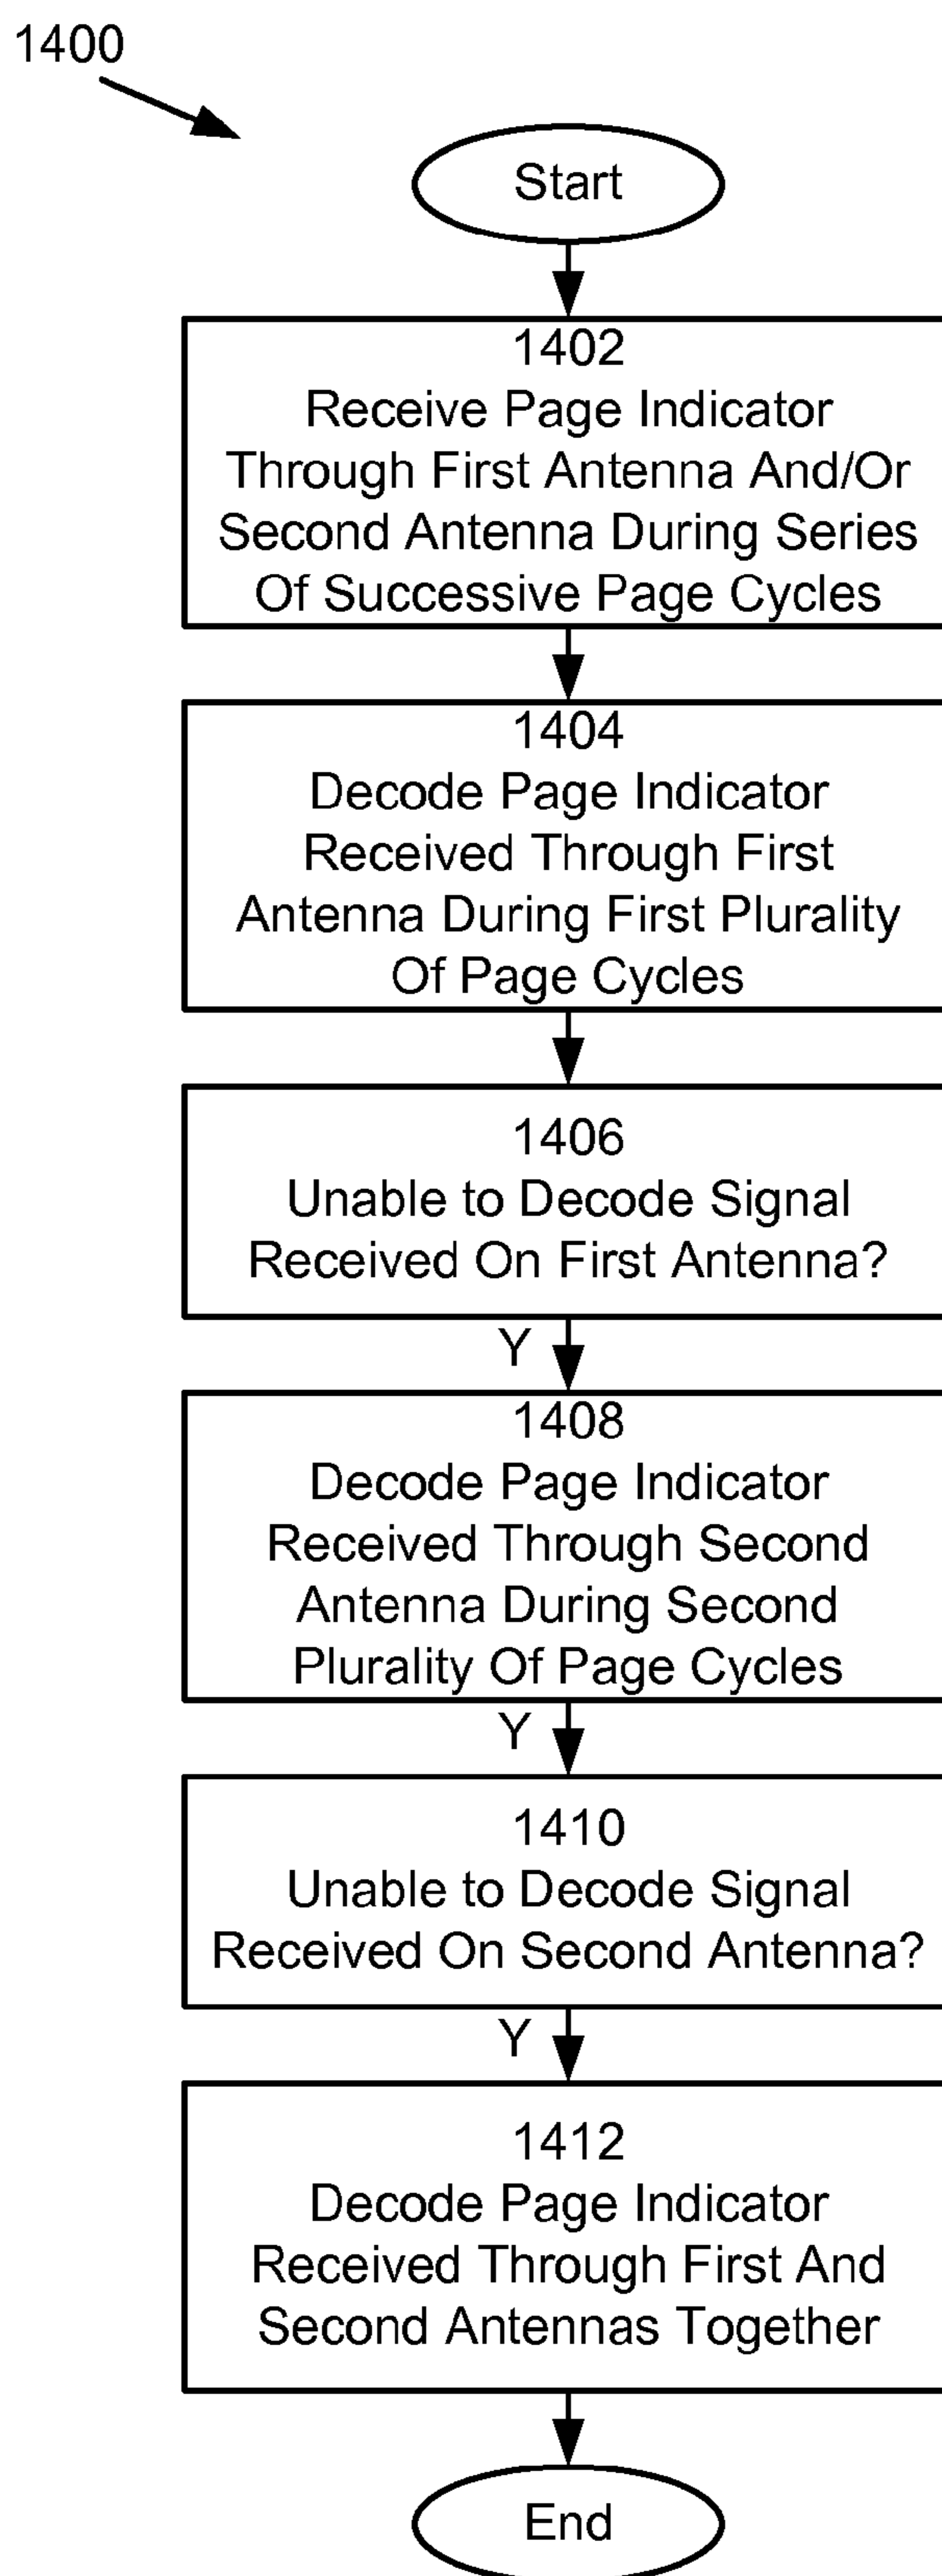 1400
Start
1402
Receive Page Indicator
Through First Antenna And/Or
Second Antenna During Series
Of Successive Page Cycles
1404
Decode Page Indicator
Received Through First
Antenna During First Plurality
Of Page Cycles
1406
Unable to Decode Signal
Received On First Antenna?
Y
1408
Decode Page Indicator
Received Through Second
Antenna During Second
Plurality Of Page Cycles
Y
1410
Unable to Decode Signal
Received On Second Antenna?
Y
1412
Decode Page Indicator
Received Through First And
Second Antennas Together
End